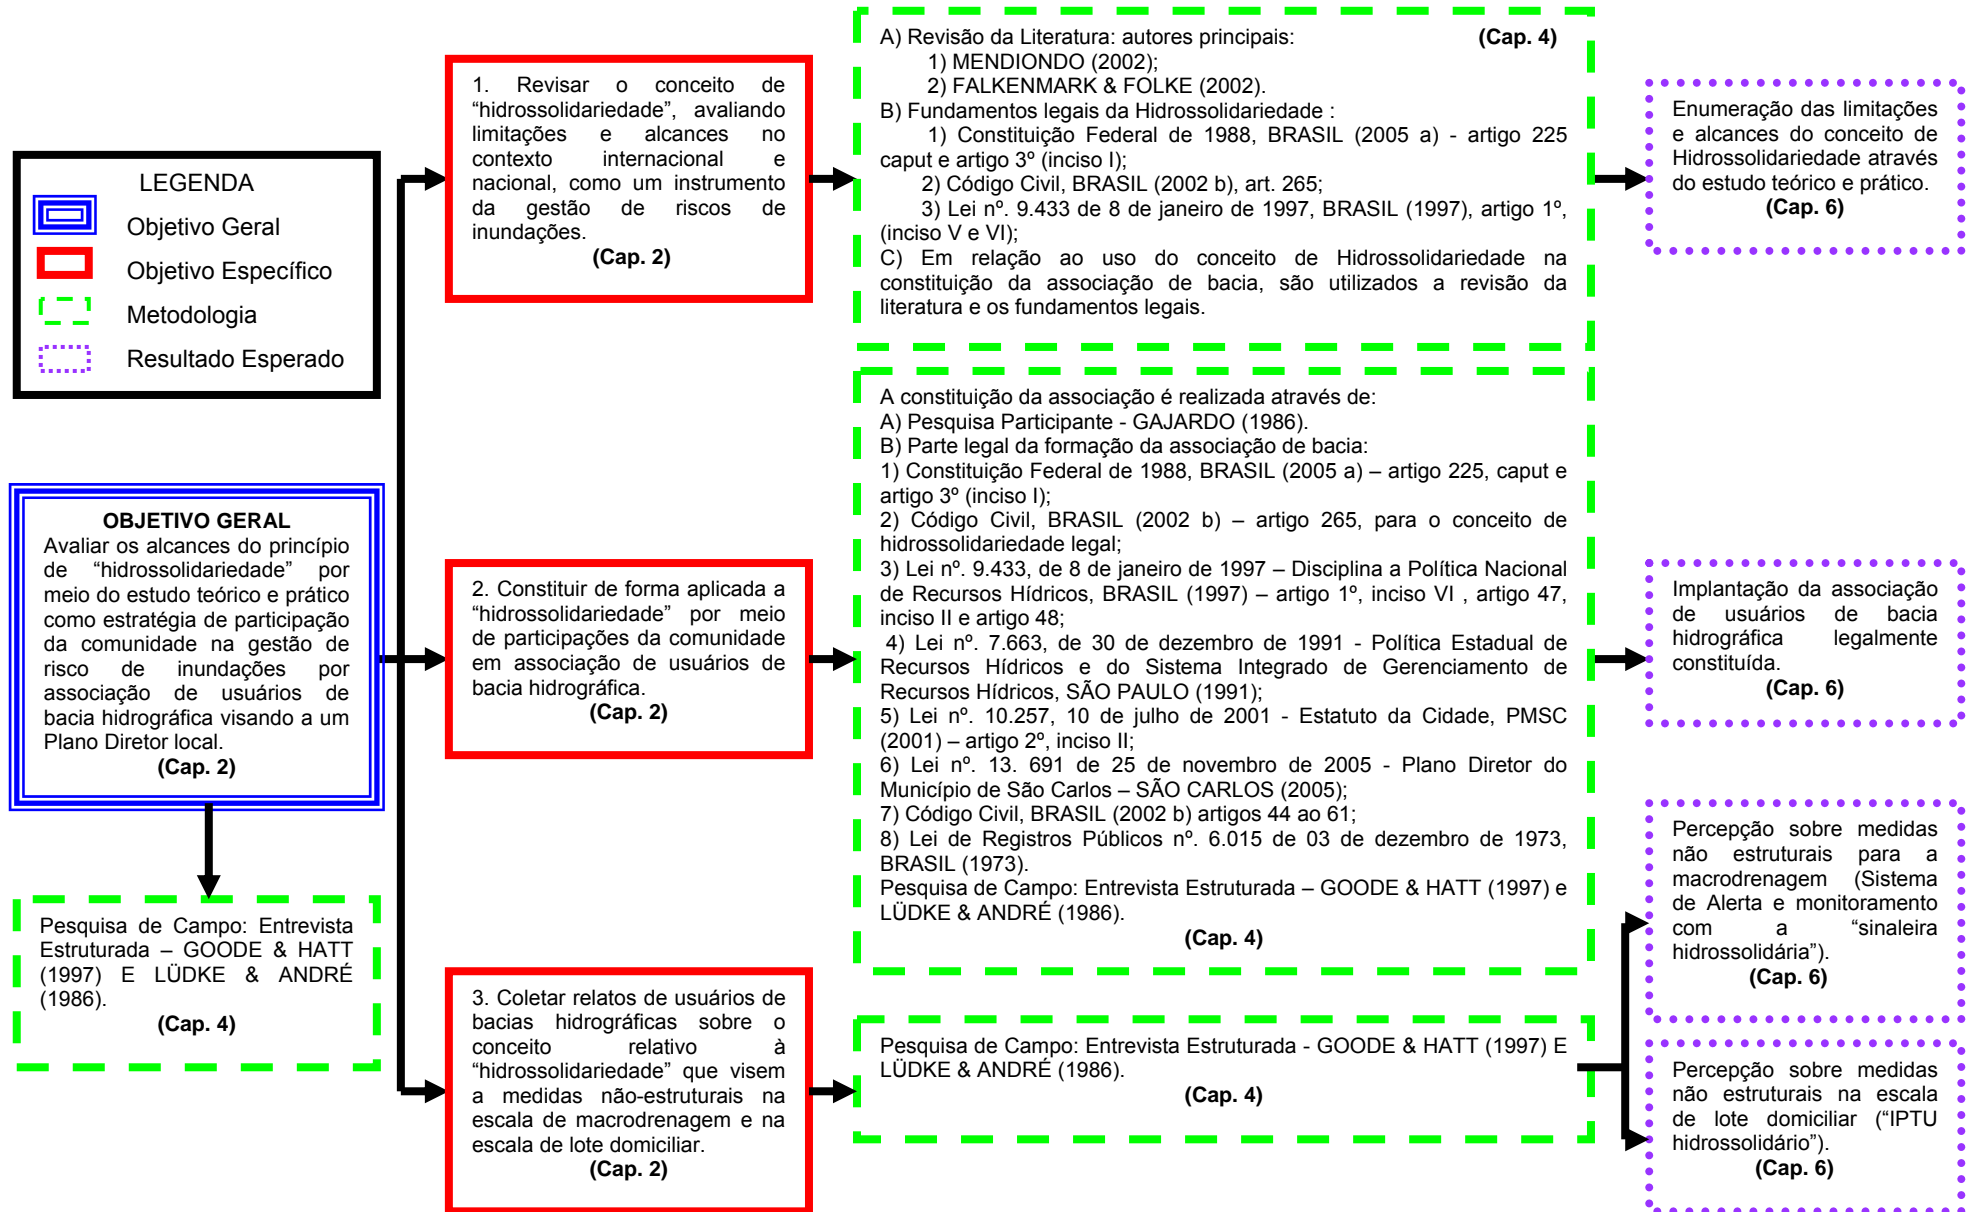 LEGENDA
Objetivo Geral
Objetivo Específico
Metodologia
Resultado Esperado
OBJETIVO GERAL
Avaliar os alcances do princípio
de “hidrossolidariedade” por
meio do estudo teórico e prático
como estratégia de participação
da comunidade na gestão de
risco de inundações por
associação de usuários de
bacia hidrográfica visando a um
Plano Diretor local.
(Cap. 2)
Pesquisa de Campo: Entrevista
Estruturada – GOODE & HATT
(1997) E LÜDKE & ANDRÉ
(1986).
(Cap. 4)
1. Revisar o conceito de
“hidrossolidariedade”, avaliando
limitações e alcances no
contexto internacional e
nacional, como um instrumento
da gestão de riscos de
inundações.
(Cap. 2)
A) Revisão da Literatura: autores principais: (Cap. 4)
1) MENDIONDO (2002);
2) FALKENMARK & FOLKE (2002).
B) Fundamentos legais da Hidrossolidariedade :
1) Constituição Federal de 1988, BRASIL (2005 a) - artigo 225
caput e artigo 3º (inciso I);
2) Código Civil, BRASIL (2002 b), art. 265;
3) Lei nº. 9.433 de 8 de janeiro de 1997, BRASIL (1997), artigo 1º,
(inciso V e VI);
C) Em relação ao uso do conceito de Hidrossolidariedade na
constituição da associação de bacia, são utilizados a revisão da
literatura e os fundamentos legais.
Enumeração das limitações
e alcances do conceito de
Hidrossolidariedade através
do estudo teórico e prático.
(Cap. 6)
2. Constituir de forma aplicada a
“hidrossolidariedade” por meio
de participações da comunidade
em associação de usuários de
bacia hidrográfica.
(Cap. 2)
A constituição da associação é realizada através de:
A) Pesquisa Participante - GAJARDO (1986).
B) Parte legal da formação da associação de bacia:
1) Constituição Federal de 1988, BRASIL (2005 a) – artigo 225, caput e
artigo 3º (inciso I);
2) Código Civil, BRASIL (2002 b) – artigo 265, para o conceito de
hidrossolidariedade legal;
3) Lei nº. 9.433, de 8 de janeiro de 1997 – Disciplina a Política Nacional
de Recursos Hídricos, BRASIL (1997) – artigo 1º, inciso VI , artigo 47,
inciso II e artigo 48;
4) Lei nº. 7.663, de 30 de dezembro de 1991 - Política Estadual de
Recursos Hídricos e do Sistema Integrado de Gerenciamento de
Recursos Hídricos, SÃO PAULO (1991);
5) Lei nº. 10.257, 10 de julho de 2001 - Estatuto da Cidade, PMSC
(2001) – artigo 2º, inciso II;
6) Lei nº. 13. 691 de 25 de novembro de 2005 - Plano Diretor do
Município de São Carlos – SÃO CARLOS (2005);
7) Código Civil, BRASIL (2002 b) artigos 44 ao 61;
8) Lei de Registros Públicos nº. 6.015 de 03 de dezembro de 1973,
BRASIL (1973).
Pesquisa de Campo: Entrevista Estruturada – GOODE & HATT (1997) e
LÜDKE & ANDRÉ (1986).
(Cap. 4)
Implantação da associação
de usuários de bacia
hidrográfica legalmente
constituída.
(Cap. 6)
3. Coletar relatos de usuários de
bacias hidrográficas sobre o
conceito relativo à
“hidrossolidariedade” que visem
a medidas não-estruturais na
escala de macrodrenagem e na
escala de lote domiciliar.
(Cap. 2)
Pesquisa de Campo: Entrevista Estruturada - GOODE & HATT (1997) E
LÜDKE & ANDRÉ (1986).
(Cap. 4)
Percepção sobre medidas
não estruturais para a
macrodrenagem (Sistema
de Alerta e monitoramento
com a “sinaleira
hidrossolidária”).
(Cap. 6)
Percepção sobre medidas
não estruturais na escala
de lote domiciliar (“IPTU
hidrossolidário”).
(Cap. 6)